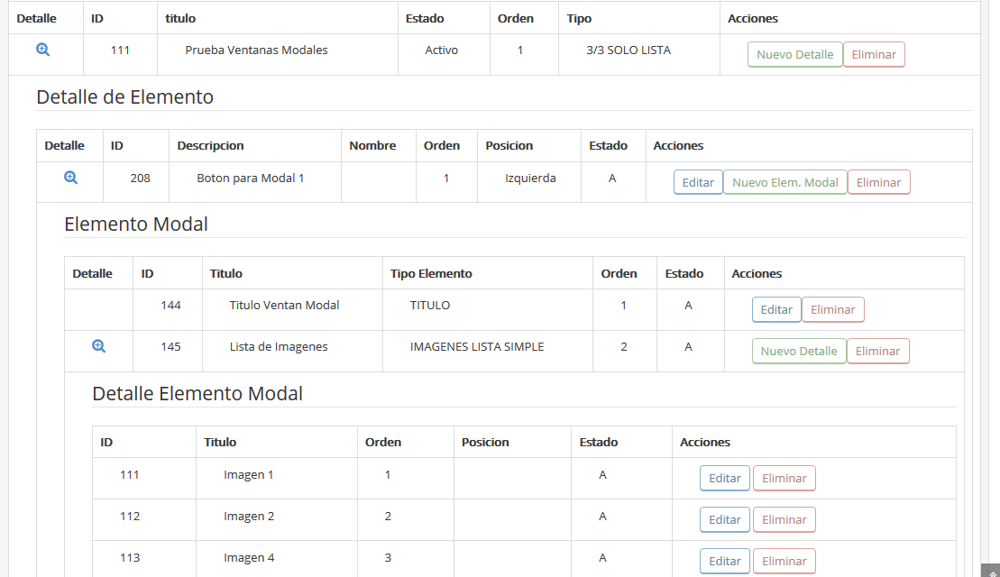 Detalle ID titulo Estado Orden Tipo Acciones
111 Prueba Ventanas Modales Activo 1 3/3 SOLO LISTA Nuevo Detalle Eliminar
Detalle de Elemento
Detalle ID Descripcion Nombre Orden Posicion Estado Acciones
208 Boton para Modal 1 1 Izquierda A Editar Nuevo Elem. Modal Eliminar
Elemento Modal
Detalle ID Titulo Tipo Elemento Orden Estado Acciones
144 Titulo Ventan Modal TITULO 1 A Editar Eliminar
145 Lista de Imagenes IMAGENES LISTA SIMPLE 2 A Nuevo Detalle Eliminar
Detalle Elemento Modal
ID Titulo Orden Posicion Estado Acciones
111 Imagen 1 1 A Editar Eliminar
112 Imagen 2 2 A Editar Eliminar
113 Imagen 4 3 A Editar Eliminar